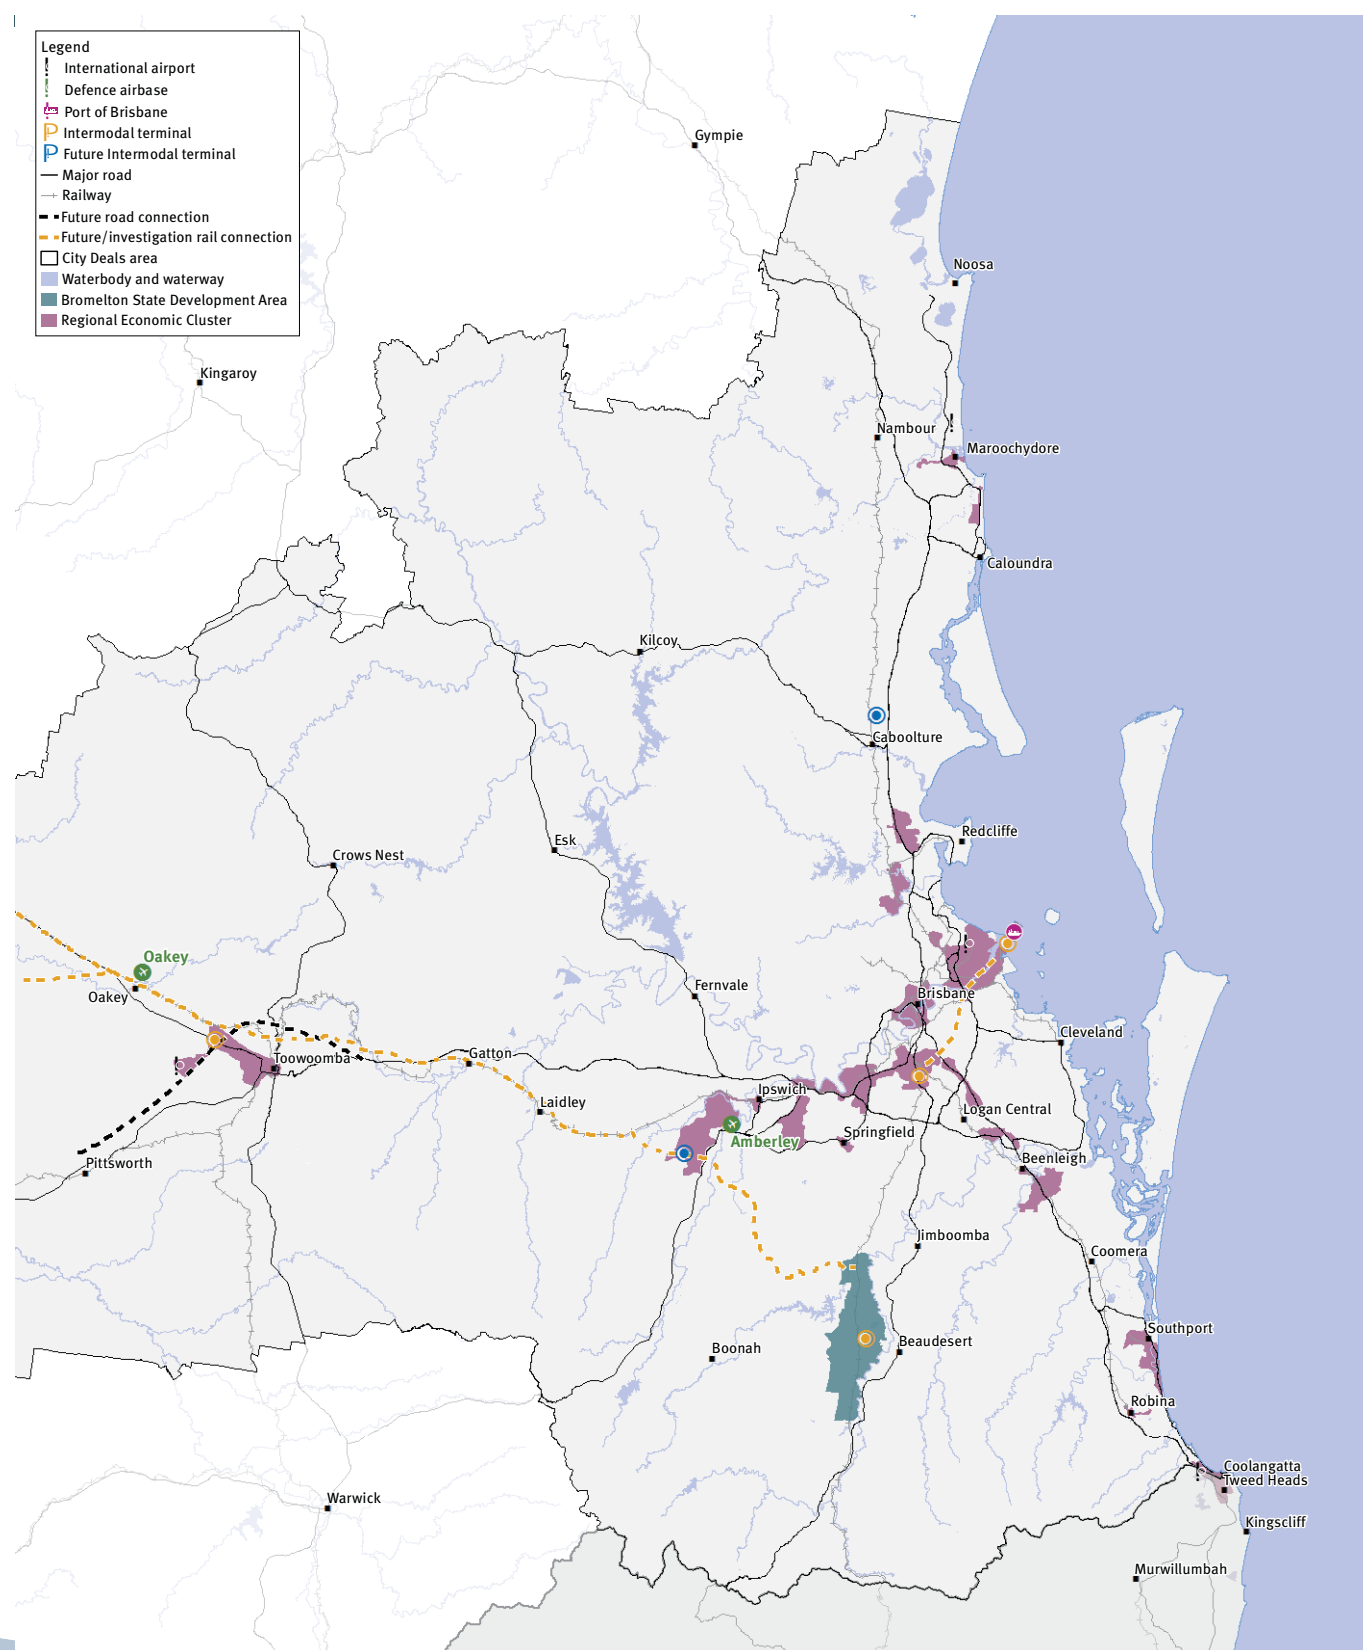 Legend
International airport
Defence airbase
Port of Brisbane
Intermodal terminal
Future Intermodal terminal
Major road
Railway
Future road connection
Future/investigation rail connection
City Deals area
Waterbody and waterway
Bromelton State Development Area
Regional Economic Cluster
Gympie
Noosa
Kingaroy
Nambour
Maroochydore
Caloundra
Kilcoy
Caboolture
Redcliffe
Esk
Crows Nest
Oakey
Oakey
Fernvale
Brisbane
Cleveland
Toowoomba
Gatton
Ipswich
Laidley
Logan Central
Amberley
Springfield
Pittsworth
Beenleigh
Jimboomba
Coomera
Southport
Boonah
Beaudesert
Robina
Coolangatta
Tweed Heads
Warwick
Kingscliff
Murwillumbah